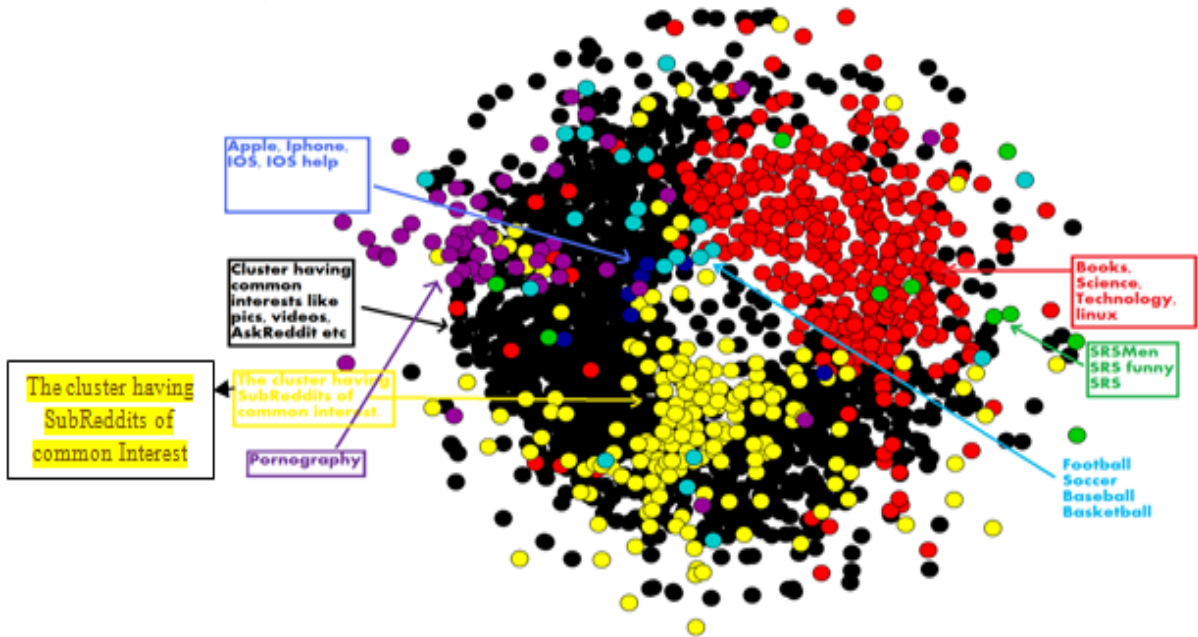 Apple, Iphone,
IOS, IOS help
Cluster having
common
interests like
pics, videos,
AskReddit etc
The cluster having
SubReddits of
common Interest
The cluster having
SubReddits of
common interest.
Pornography
Books,
Science,
Technology,
linux
SRSMen
SRS funny
SRS
Football
Soccer
Baseball
Basketball